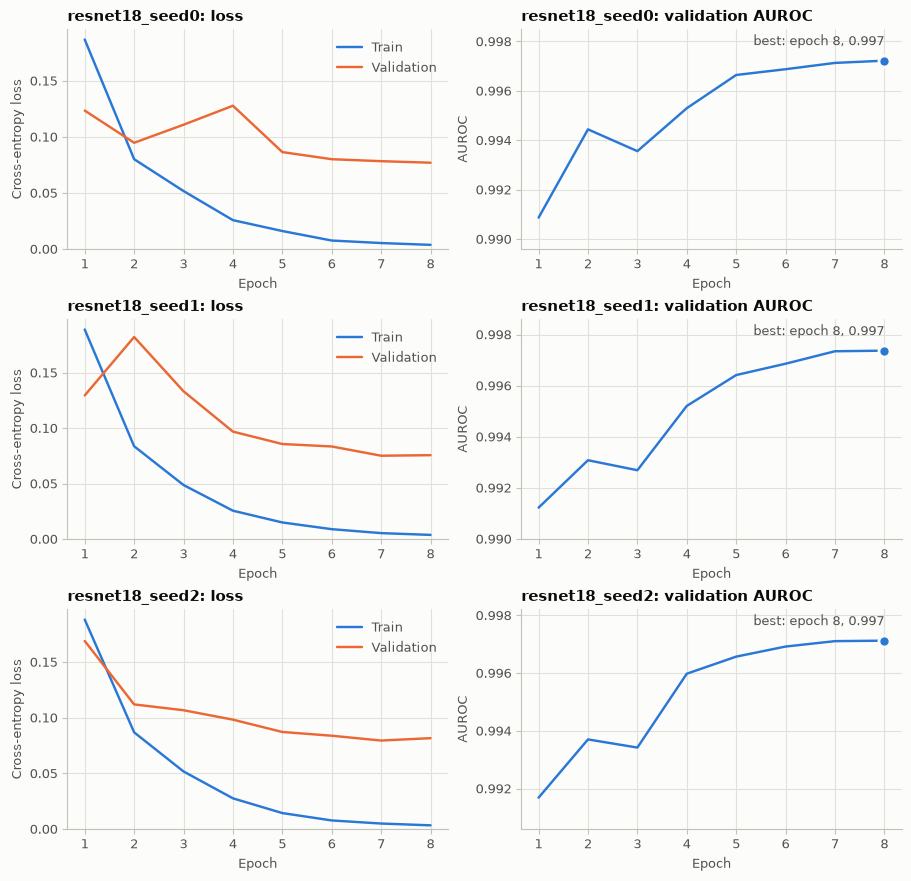 resnet18_seed0: loss
Cross-entropy loss
0.15
0.10
0.05
0.00
Train
Validation
1 2 3 4 5 6 7 8
Epoch
resnet18_seed0: validation AUROC
AUROC
0.998
0.996
0.994
0.992
0.990
best: epoch 8, 0.997
1 2 3 4 5 6 7 8
Epoch
resnet18_seed1: loss
Cross-entropy loss
0.15
0.10
0.05
0.00
Train
Validation
1 2 3 4 5 6 7 8
Epoch
resnet18_seed1: validation AUROC
AUROC
0.998
0.996
0.994
0.992
0.990
best: epoch 8, 0.997
1 2 3 4 5 6 7 8
Epoch
resnet18_seed2: loss
Cross-entropy loss
0.15
0.10
0.05
0.00
Train
Validation
1 2 3 4 5 6 7 8
Epoch
resnet18_seed2: validation AUROC
AUROC
0.998
0.996
0.994
0.992
best: epoch 8, 0.997
1 2 3 4 5 6 7 8
Epoch